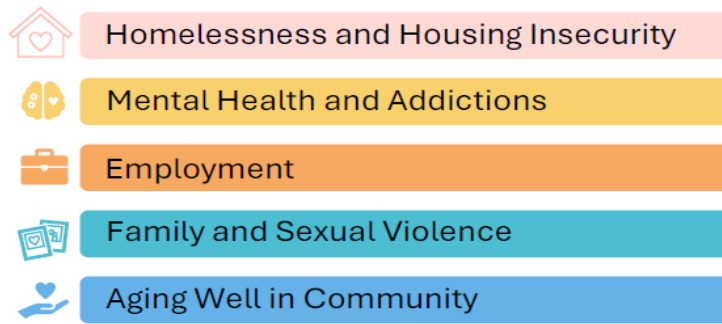 Homelessness and Housing Insecurity
Mental Health and Addictions
Employment
Family and Sexual Violence
Aging Well in Community